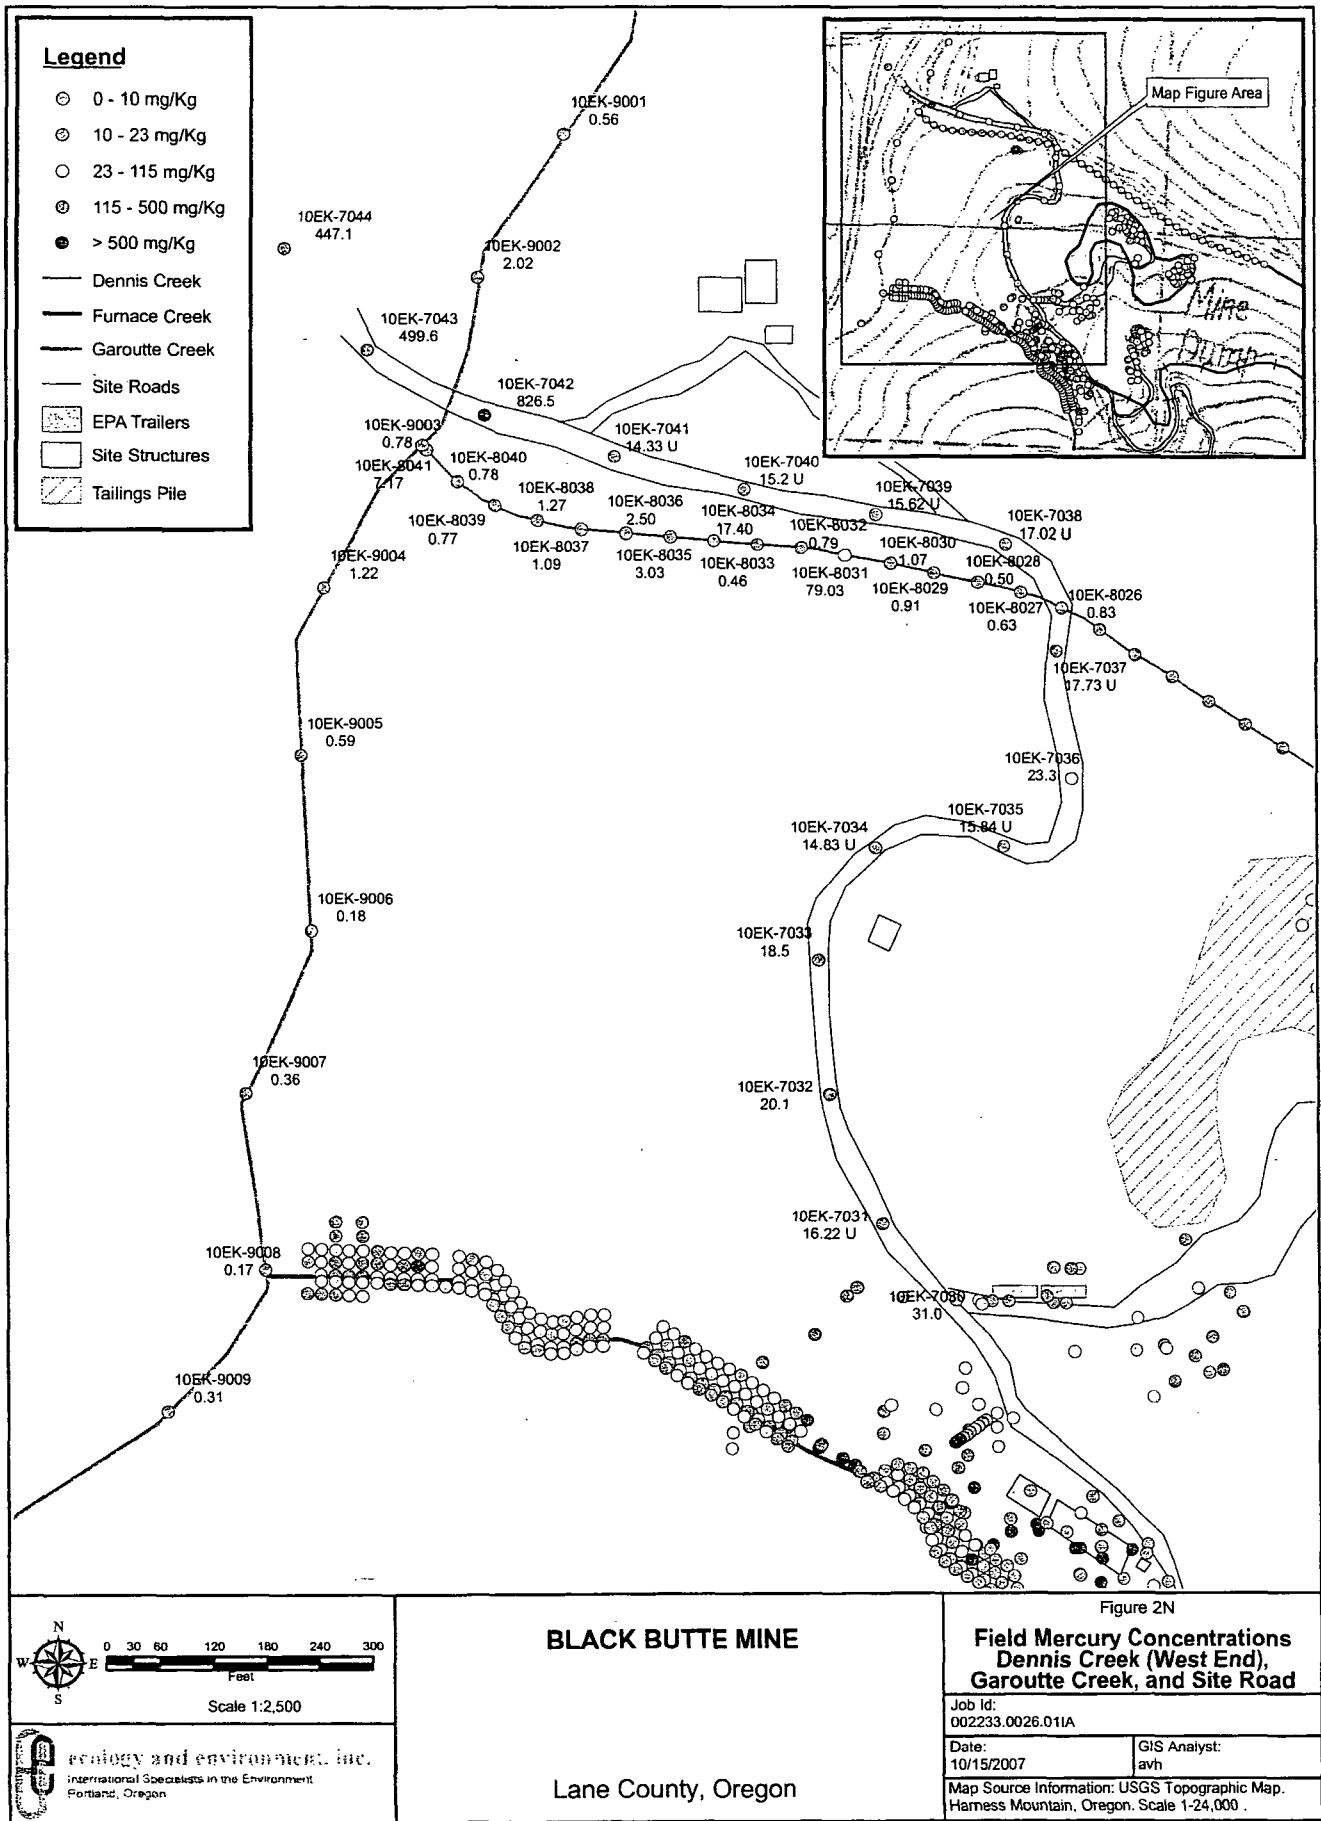 Legend
0 - 10 mg/Kg
10 - 23 mg/Kg
23 - 115 mg/Kg
115 - 500 mg/Kg
> 500 mg/Kg
Dennis Creek
Furnace Creek
Garoutte Creek
Site Roads
EPA Trailers
Site Structures
Tailings Pile
Map Figure Area
Mine
Dump
10EK-9001
0.56
10EK-7044
447.1
10EK-9002
2.02
10EK-7043
499.6
10EK-7042
826.5
10EK-9003
0.78
10EK-7041
14.33 U
10EK-8041
7.17
10EK-8040
0.78
10EK-7040
15.2 U
10EK-7039
15.62 U
10EK-8038
1.27
10EK-8036
2.50
10EK-8034
17.40
10EK-8032
0.79
10EK-7038
17.02 U
10EK-8039
0.77
10EK-8037
1.09
10EK-8035
3.03
10EK-8033
0.46
10EK-8031
79.03
10EK-8030
1.07
10EK-8029
0.91
10EK-8028
0.50
10EK-8027
0.63
10EK-8026
0.83
10EK-9004
1.22
10EK-7037
17.73 U
10EK-9005
0.59
10EK-7036
23.3
10EK-7035
15.84 U
10EK-7034
14.83 U
10EK-9006
0.18
10EK-7033
18.5
10EK-9007
0.36
10EK-7032
20.1
10EK-7031
16.22 U
10EK-9008
0.17
10EK-7030
31.0
10EK-9009
0.31
N
W
E
S
0 30 60 120 180 240 300
Feet
Scale 1:2,500
ecology and environment, inc.
International Specialists in the Environment
Portland, Oregon
BLACK BUTTE MINE
Lane County, Oregon
Figure 2N
Field Mercury Concentrations
Dennis Creek (West End),
Garoutte Creek, and Site Road
Job Id:
002233.0026.01IA
Date:
10/15/2007
GIS Analyst:
avh
Map Source Information: USGS Topographic Map.
Harness Mountain, Oregon. Scale 1-24,000 .